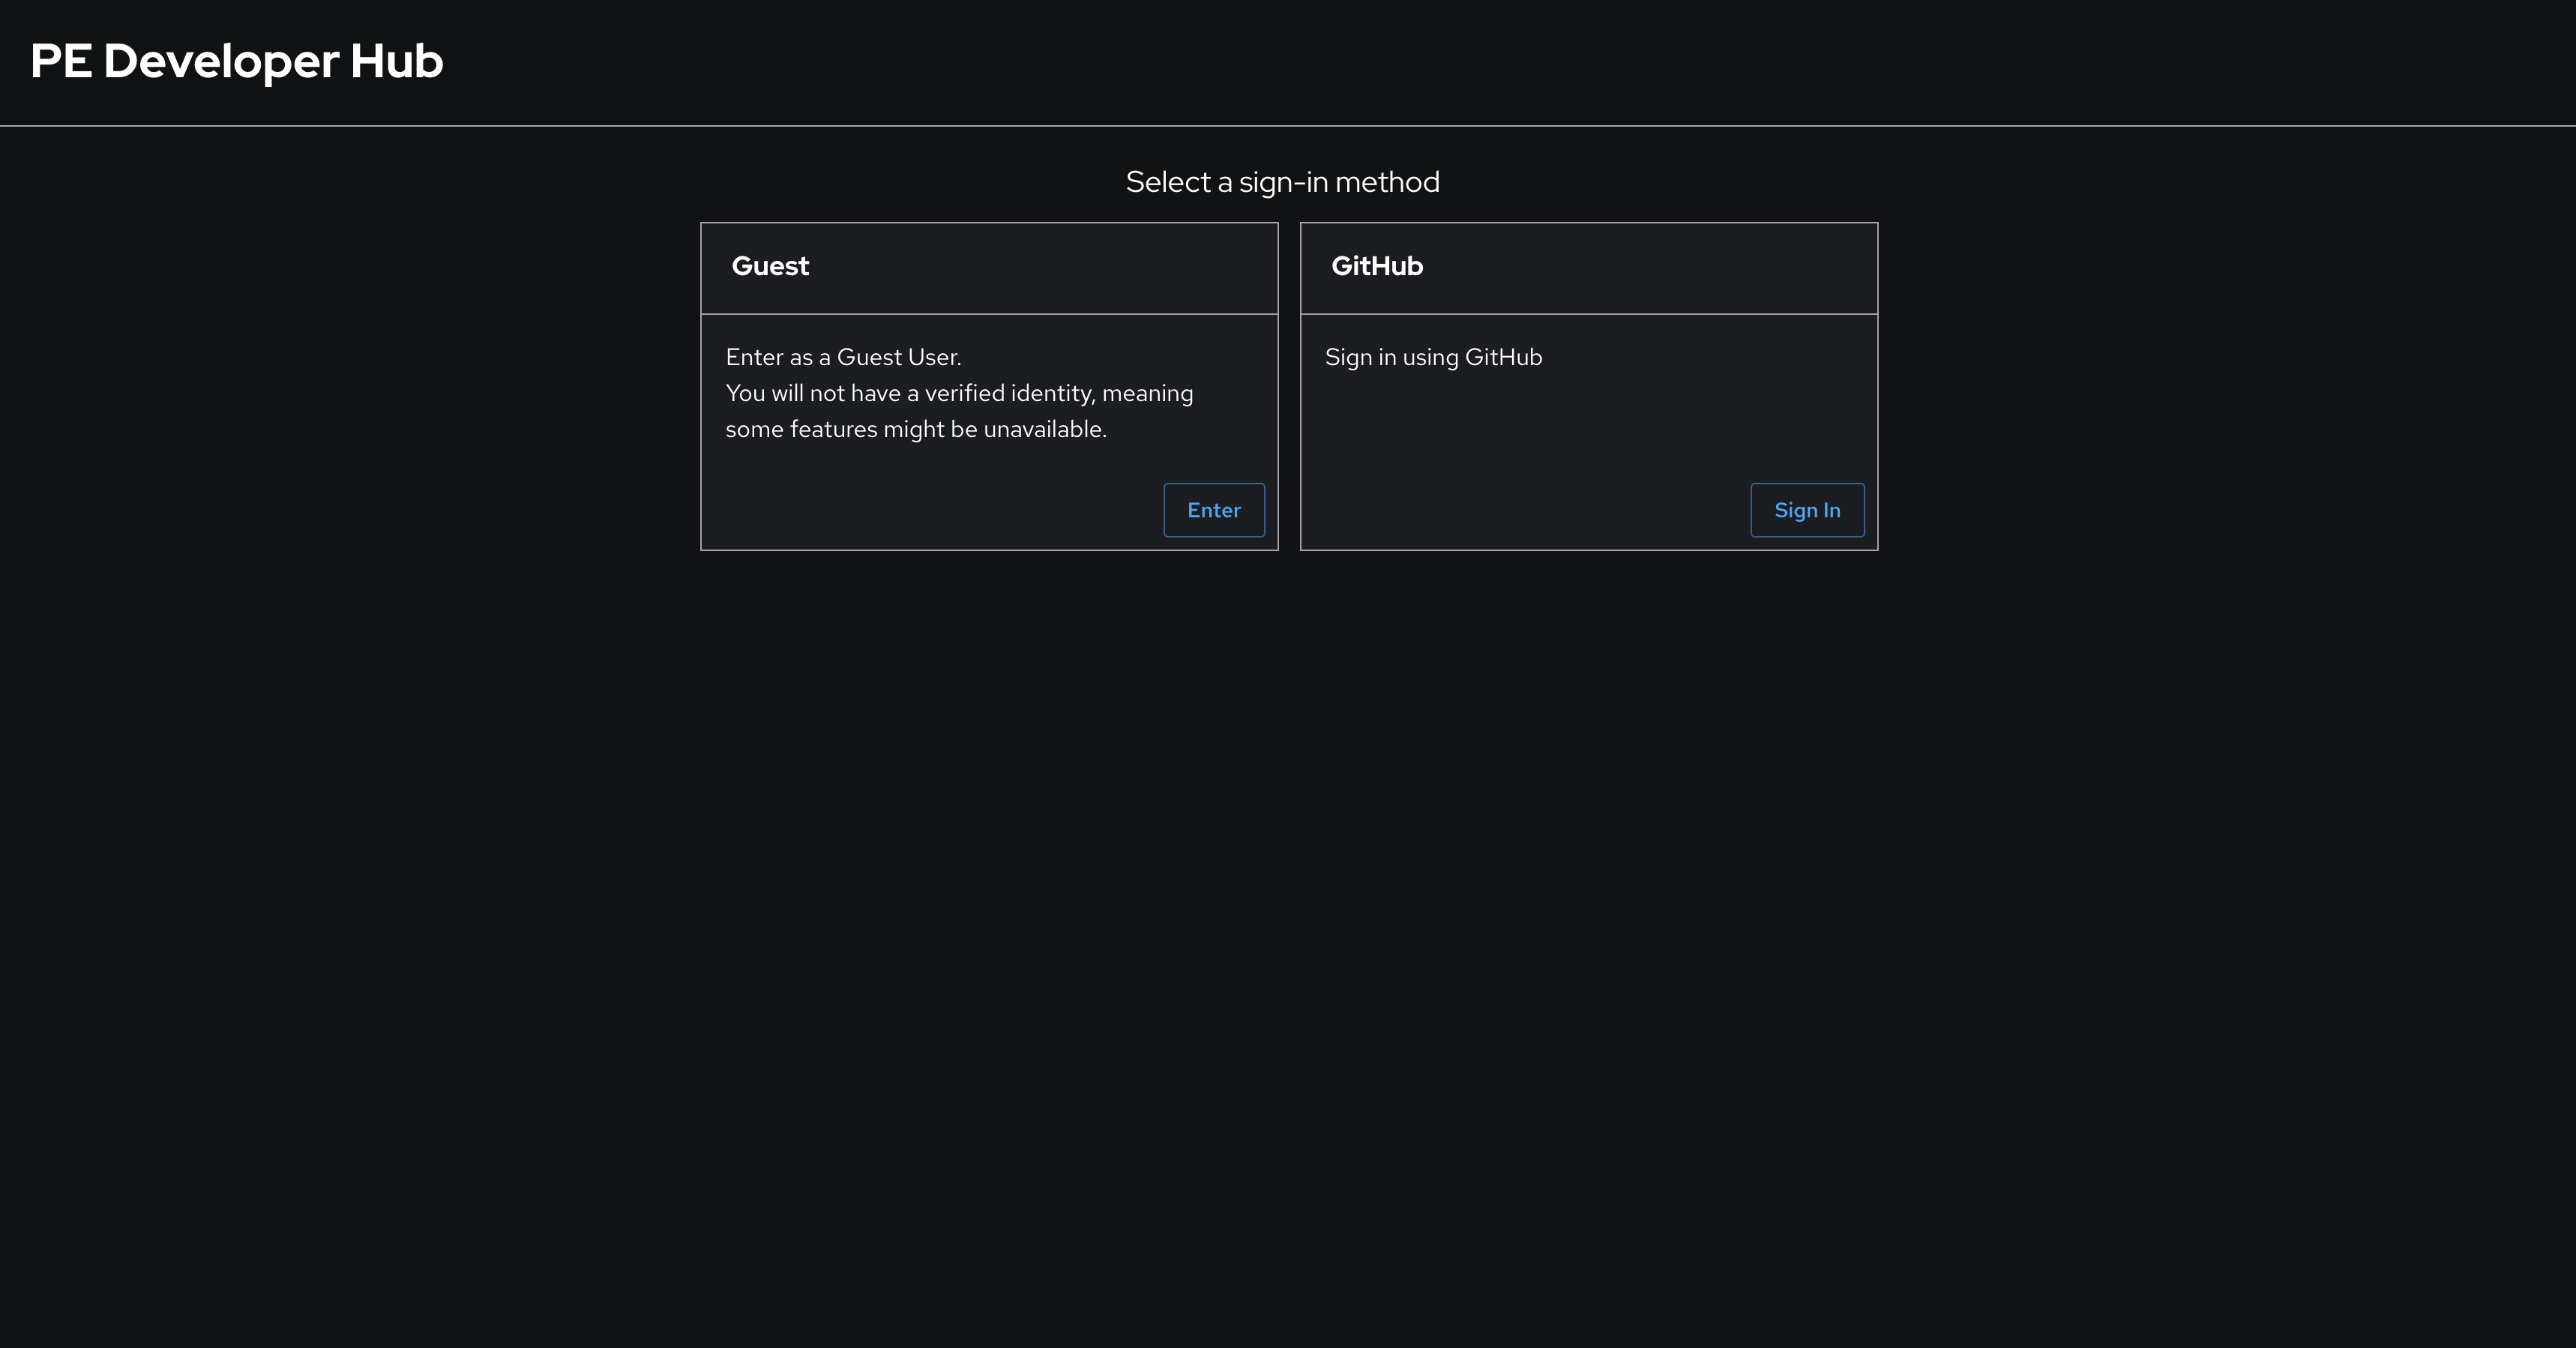 PE Developer Hub
Select a sign-in method
Guest
Enter as a Guest User.
You will not have a verified identity, meaning
some features might be unavailable.
Enter
GitHub
Sign in using GitHub
Sign In